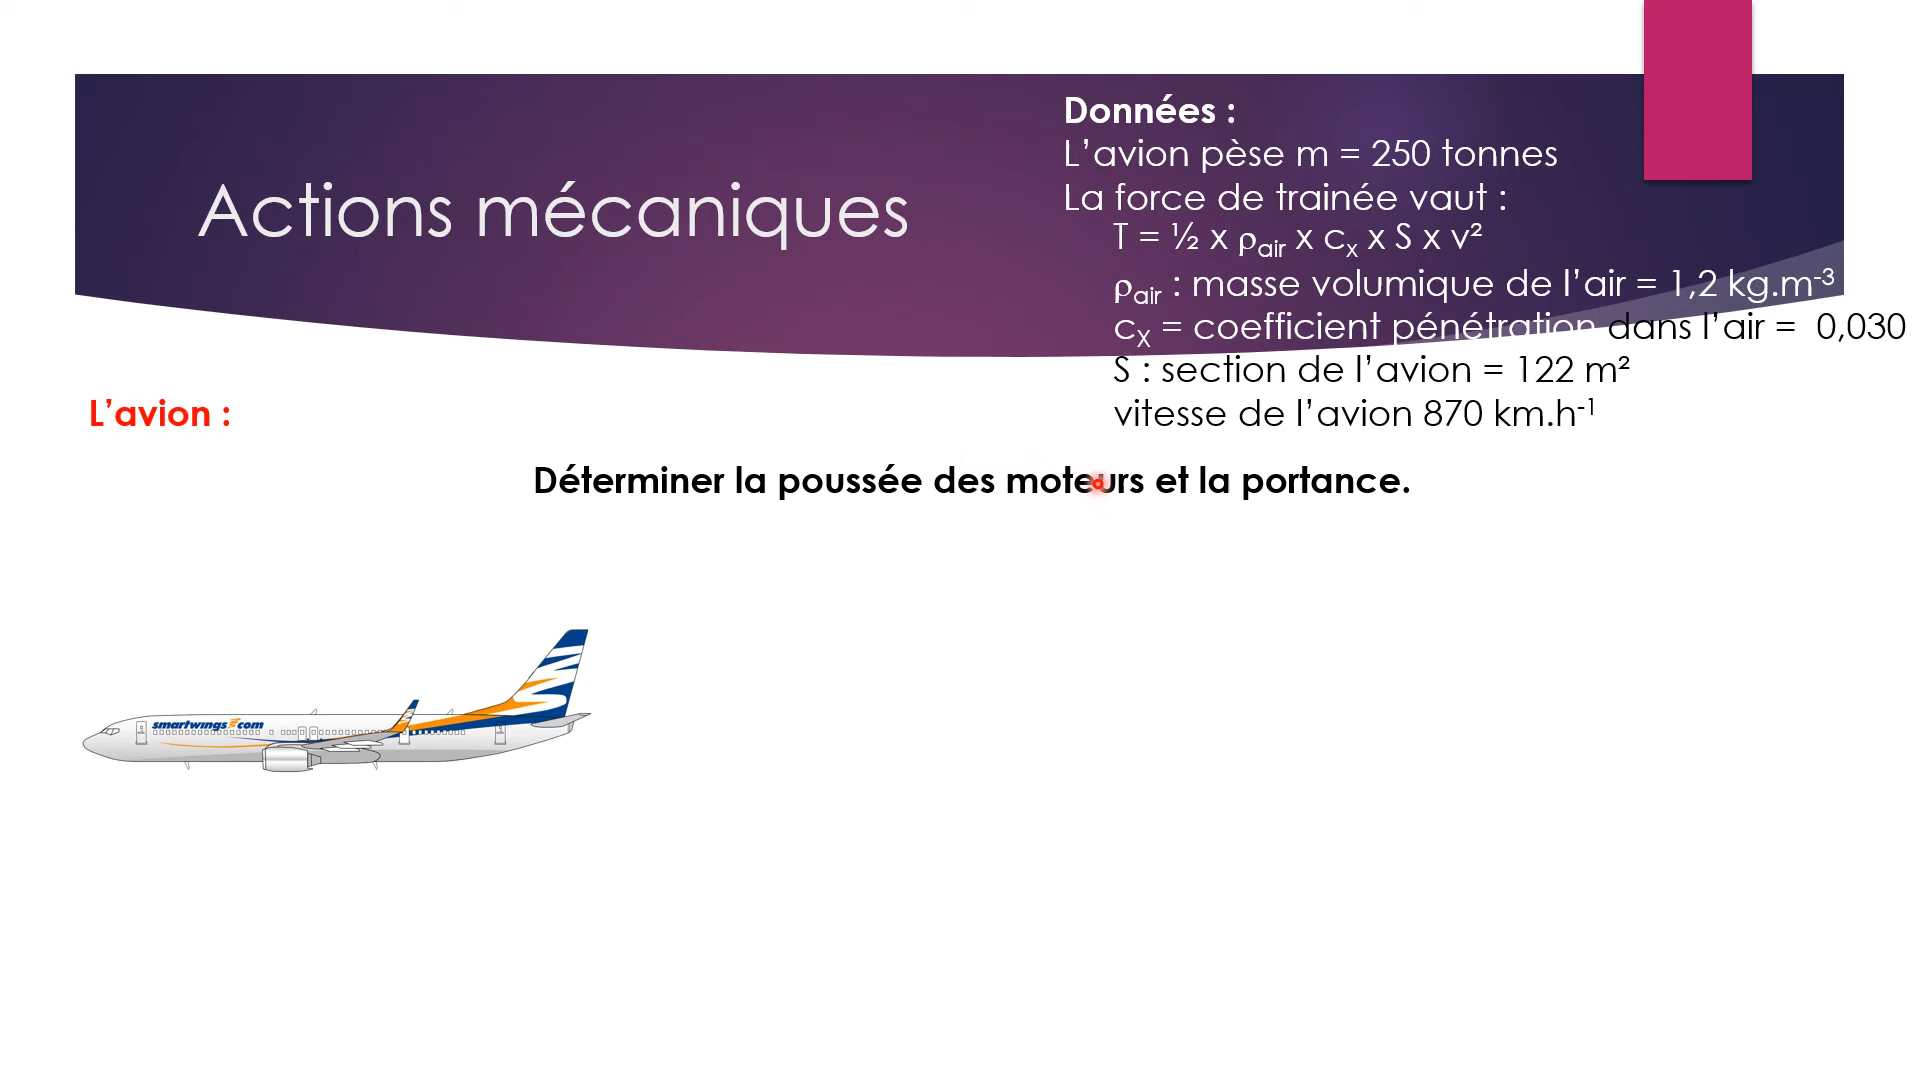 Données :
L’avion pèse m = 250 tonnes
La force de trainée vaut :
T = ½ x ρair x cx x S x v²
ρair : masse volumique de l’air = 1,2 kg.m-3
cX = coefficient pénétration dans l’air = 0,030
S : section de l’avion = 122 m²
vitesse de l’avion 870 km.h-1
Actions mécaniques
L’avion :
Déterminer la poussée des moteurs et la portance.
smartwings.com